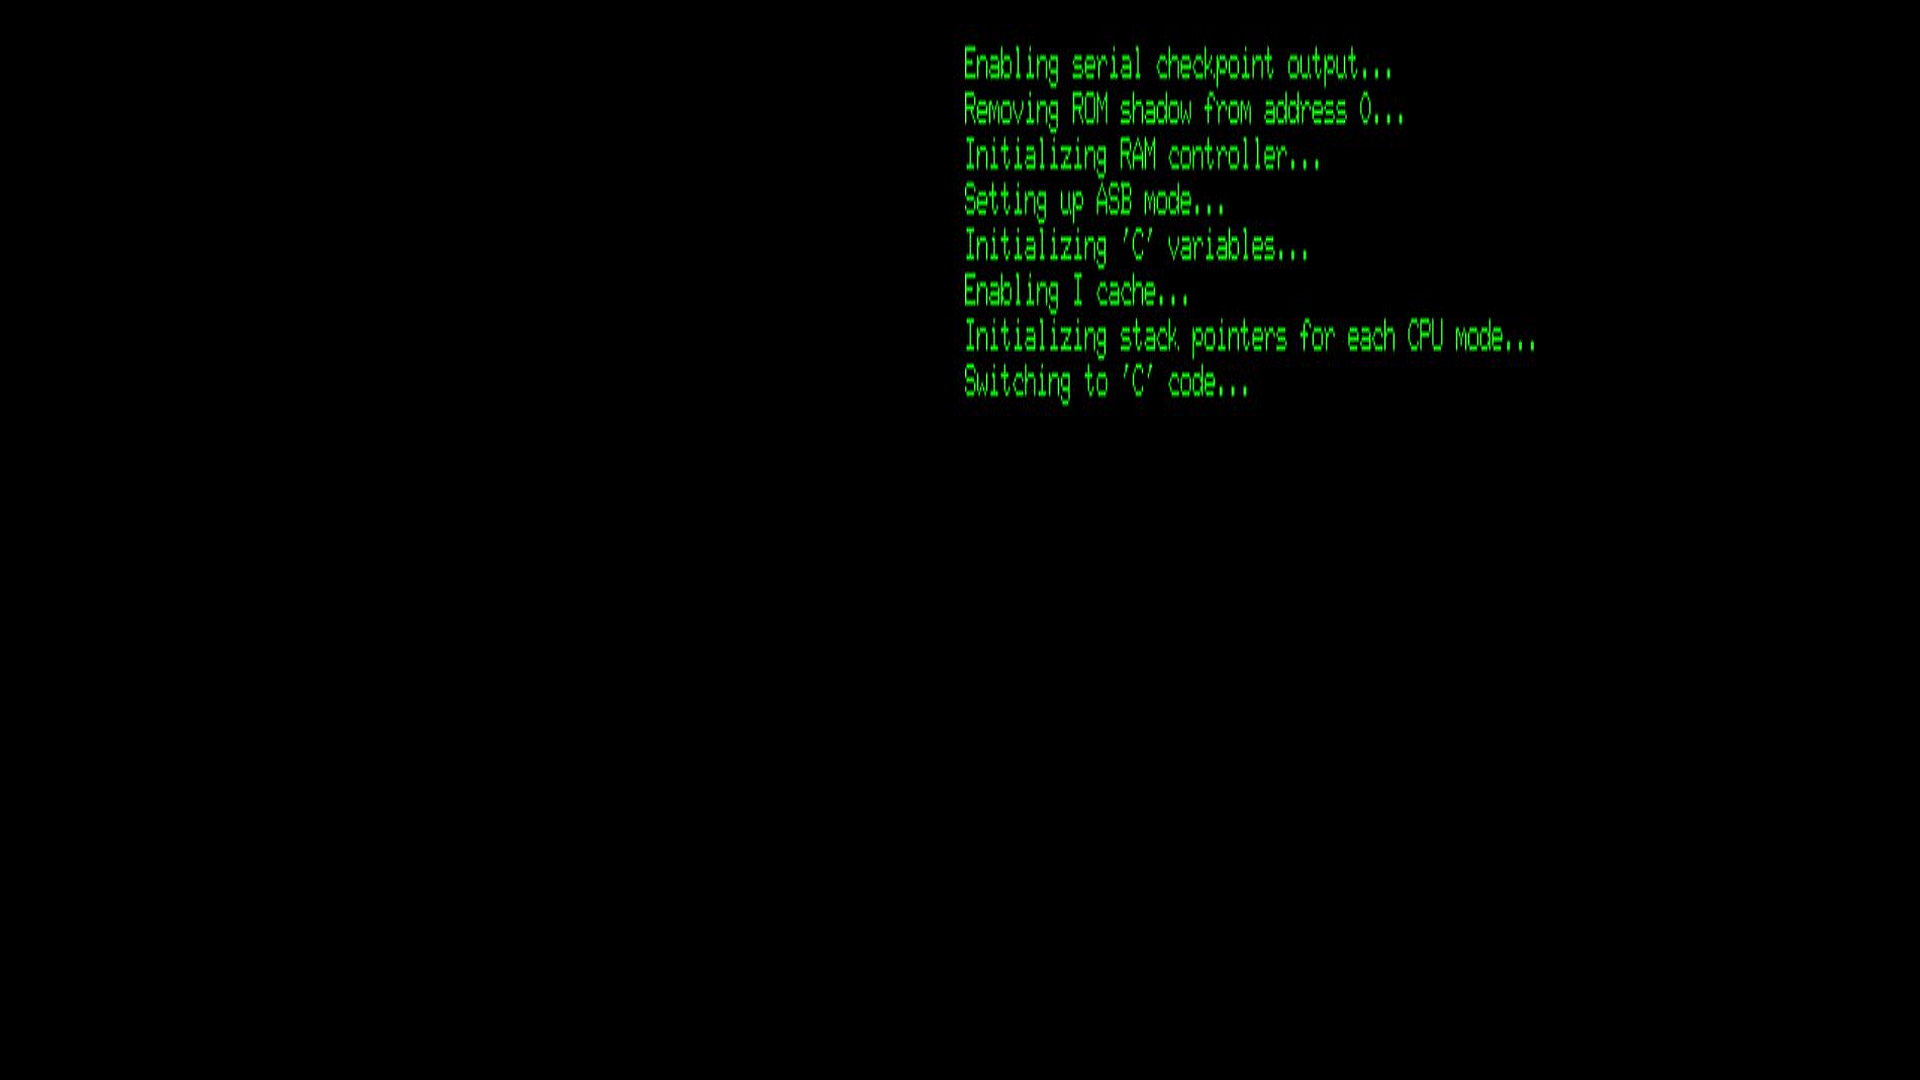 Enabling serial checkpoint output...
Removing ROM shadow from address 0...
Initializing RAM controller...
Setting up ASB mode...
Initializing 'C' variables...
Enabling I cache...
Initializing stack pointers for each CPU mode...
Switching to 'C' code...